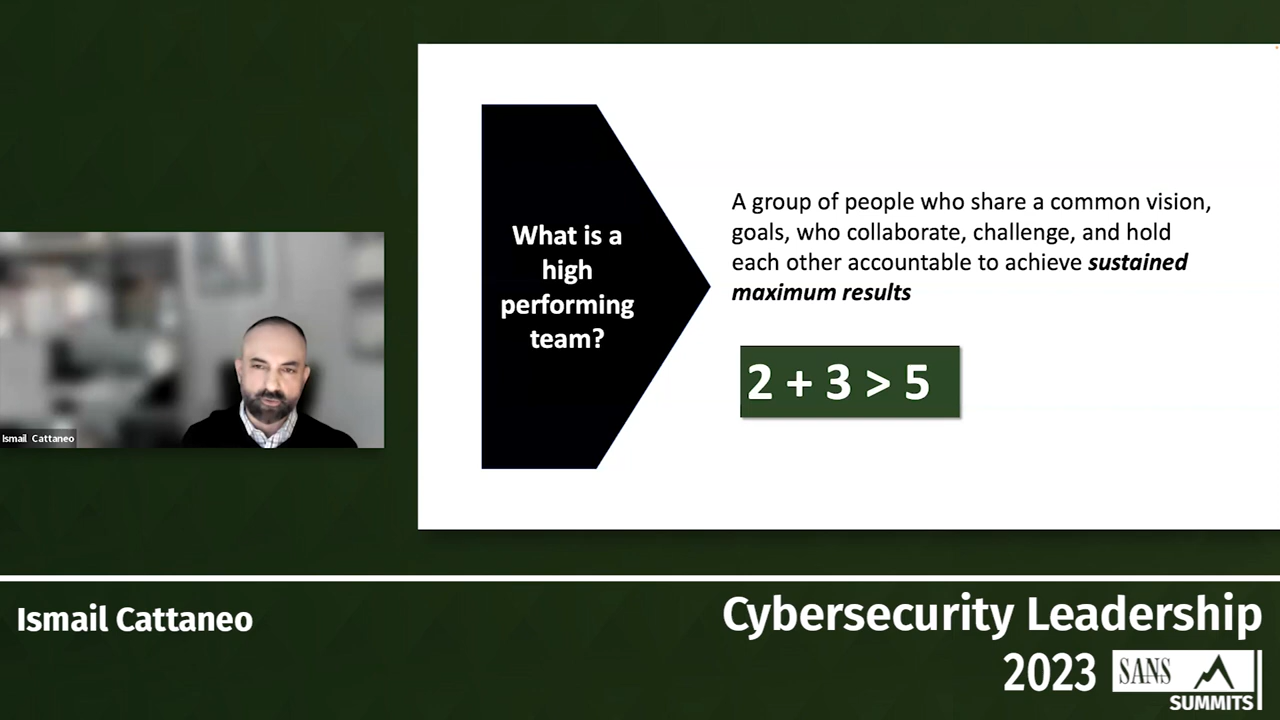 What is a
high
performing
team?
A group of people who share a common vision,
goals, who collaborate, challenge, and hold
each other accountable to achieve sustained
maximum results
2 + 3 > 5
Ismail Cattaneo
Ismail Cattaneo
Cybersecurity Leadership
2023
SANS
SUMMITS